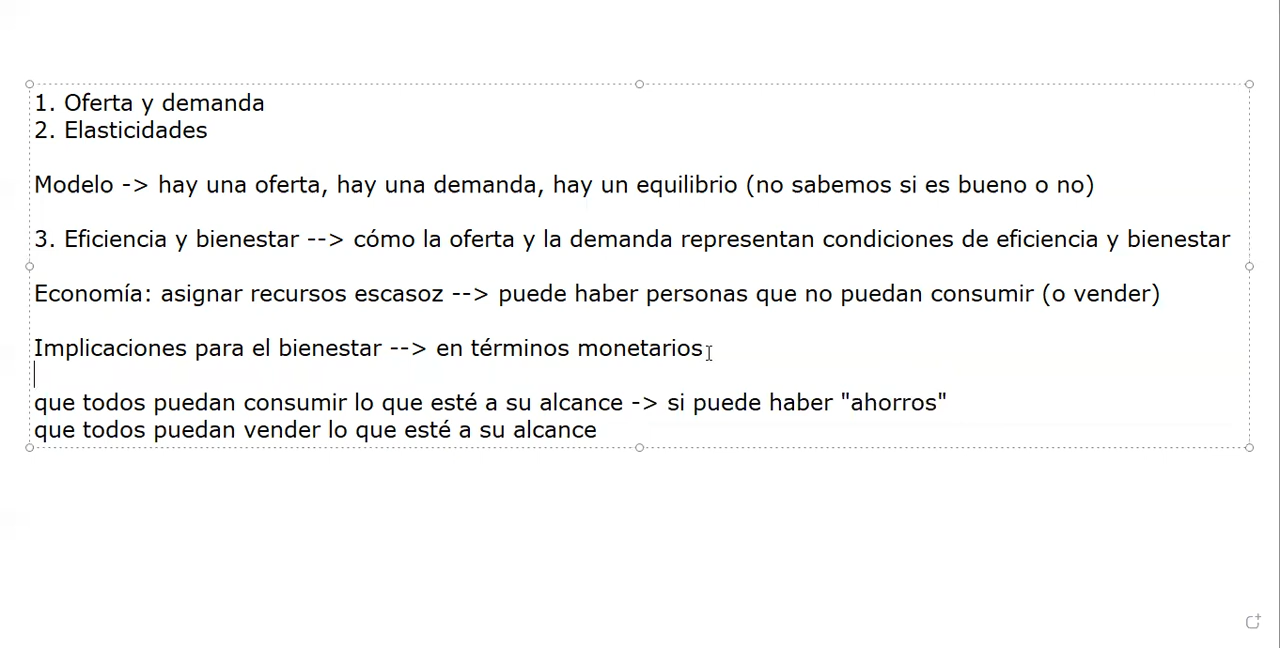 1. Oferta y demanda
2. Elasticidades
Modelo -> hay una oferta, hay una demanda, hay un equilibrio (no sabemos si es bueno o no)
3. Eficiencia y bienestar --> cómo la oferta y la demanda representan condiciones de eficiencia y bienestar
Economía: asignar recursos escasoz --> puede haber personas que no puedan consumir (o vender)
Implicaciones para el bienestar --> en términos monetarios
que todos puedan consumir lo que esté a su alcance -> si puede haber "ahorros"
que todos puedan vender lo que esté a su alcance